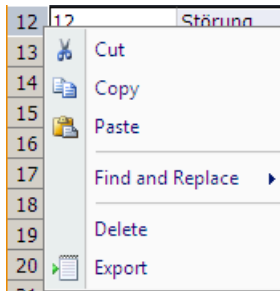 12 12 Störung
13 Cut
14 Copy
15 Paste
16
17 Find and Replace
18
19 Delete
20 Export